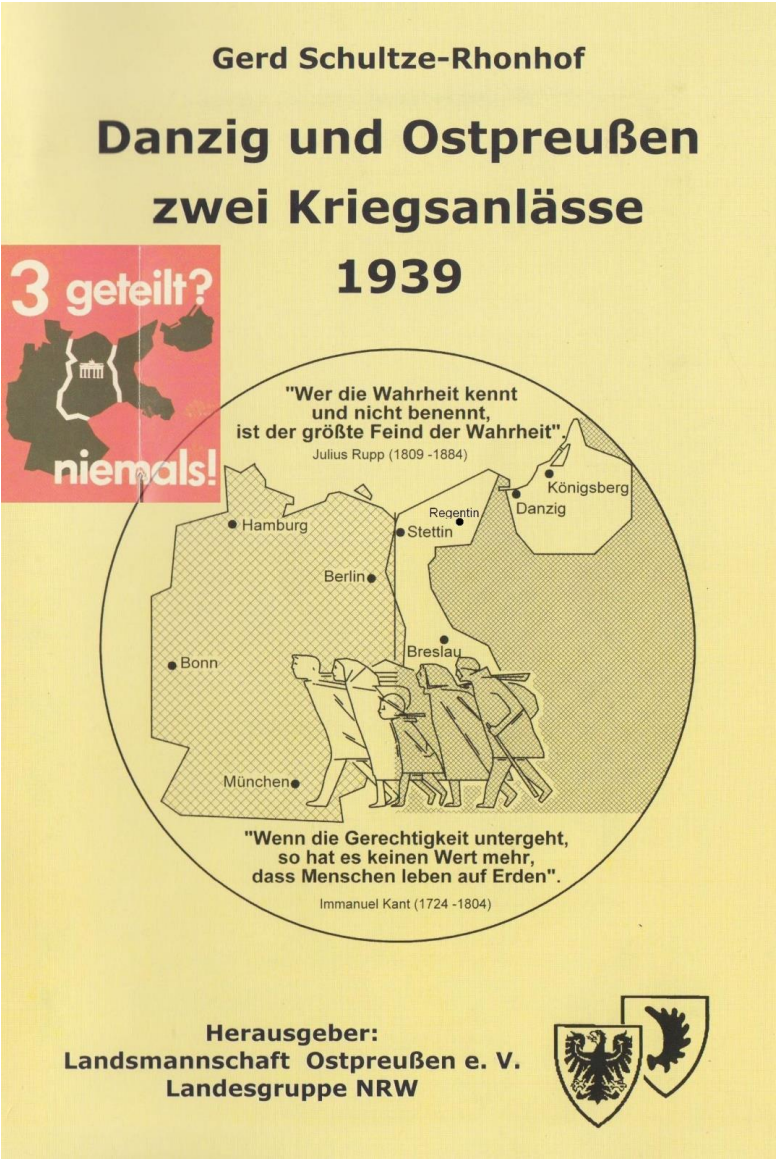 Gerd Schultze-Rhonhof
Danzig und Ostpreußen
zwei Kriegsanlässe
1939
3 geteilt?
niemals!
"Wer die Wahrheit kennt
und nicht benennt,
ist der größte Feind der Wahrheit".
Julius Rupp (1809 -1884)
Königsberg
Danzig
Regentin
Hamburg
Stettin
Berlin
Breslau
Bonn
München
"Wenn die Gerechtigkeit untergeht,
so hat es keinen Wert mehr,
dass Menschen leben auf Erden".
Immanuel Kant (1724 -1804)
Herausgeber:
Landsmannschaft Ostpreußen e. V.
Landesgruppe NRW